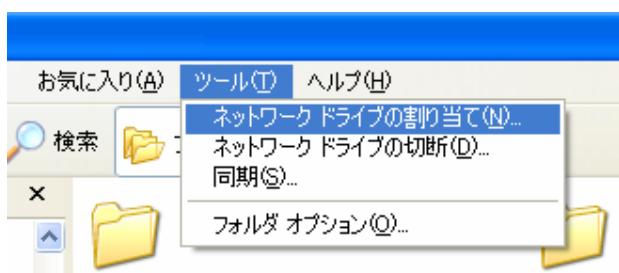 お気に入り(A) ツール(T) ヘルプ(H)
検索
ネットワーク ドライブの割り当て(N)...
ネットワーク ドライブの切断(D)...
同期(S)...
フォルダ オプション(O)...